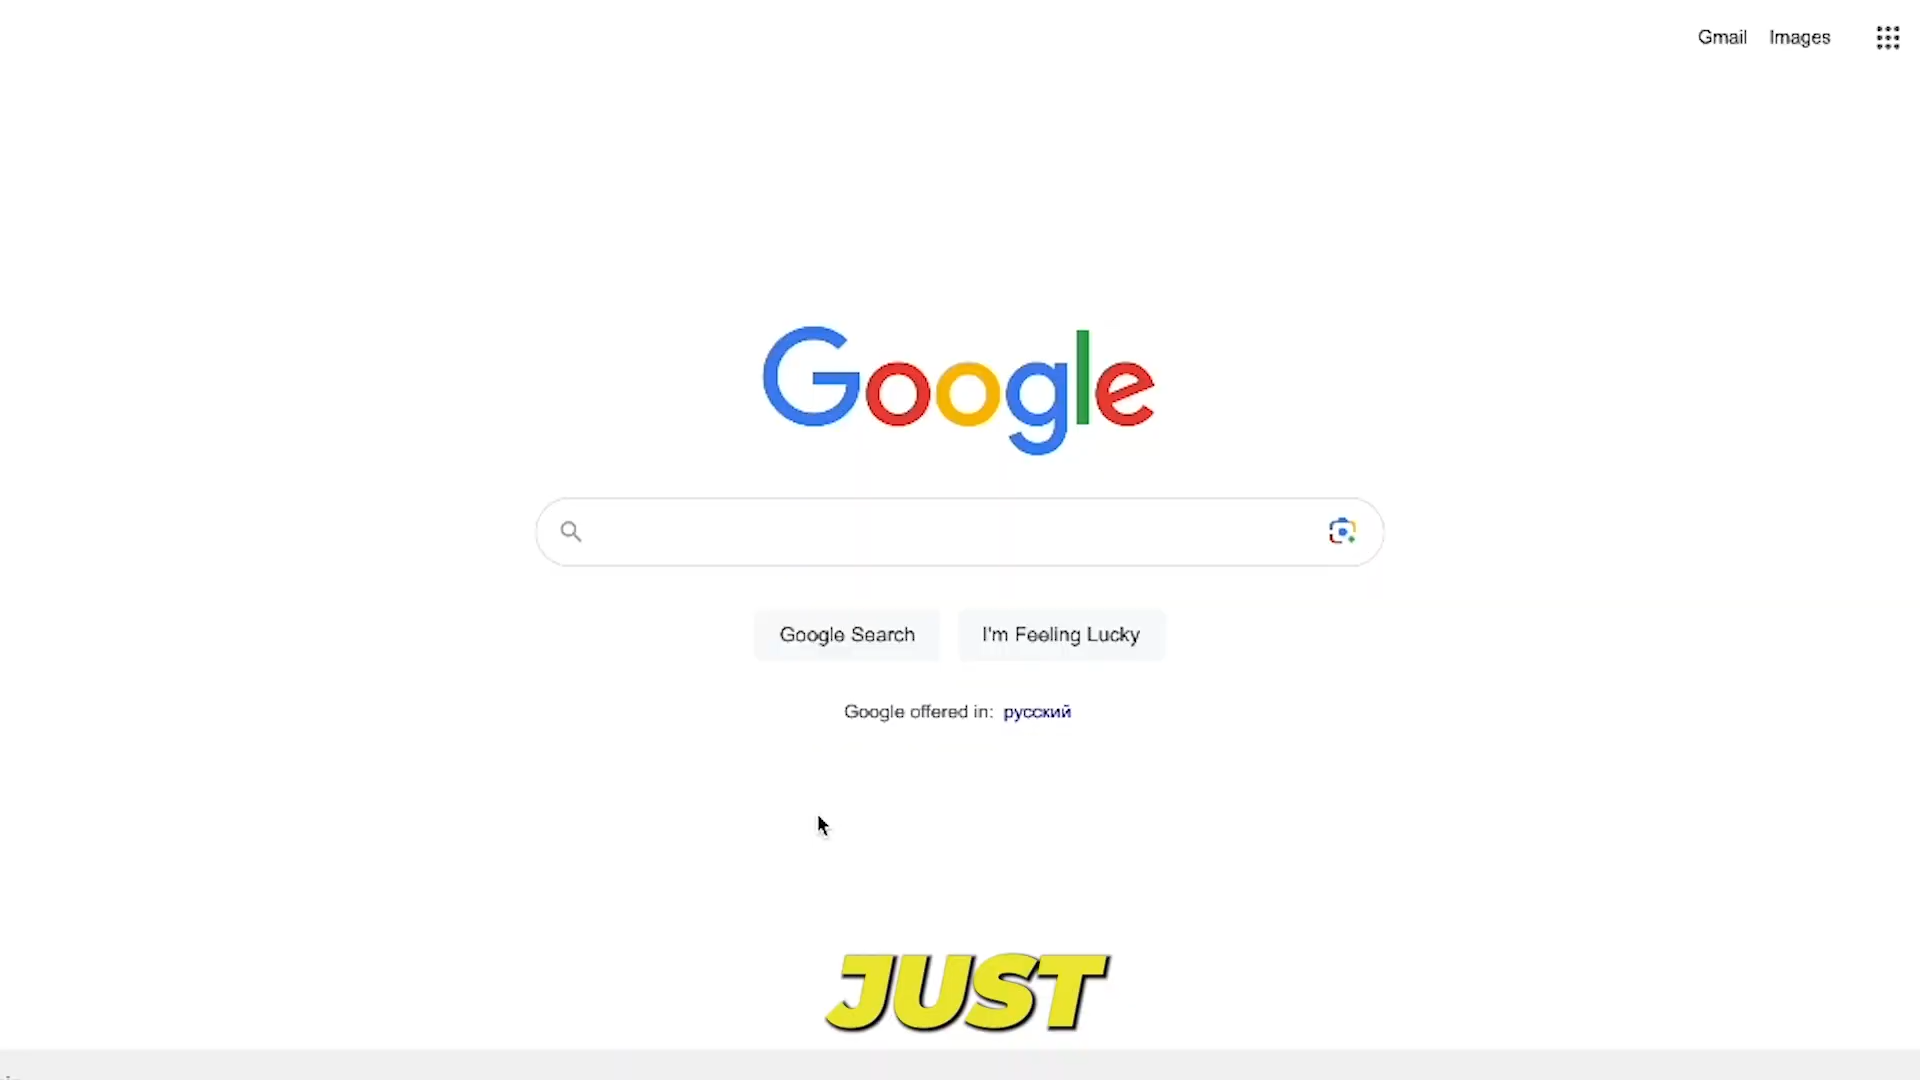 Gmail Images
Google
Google Search I'm Feeling Lucky
Google offered in: русский
JUST